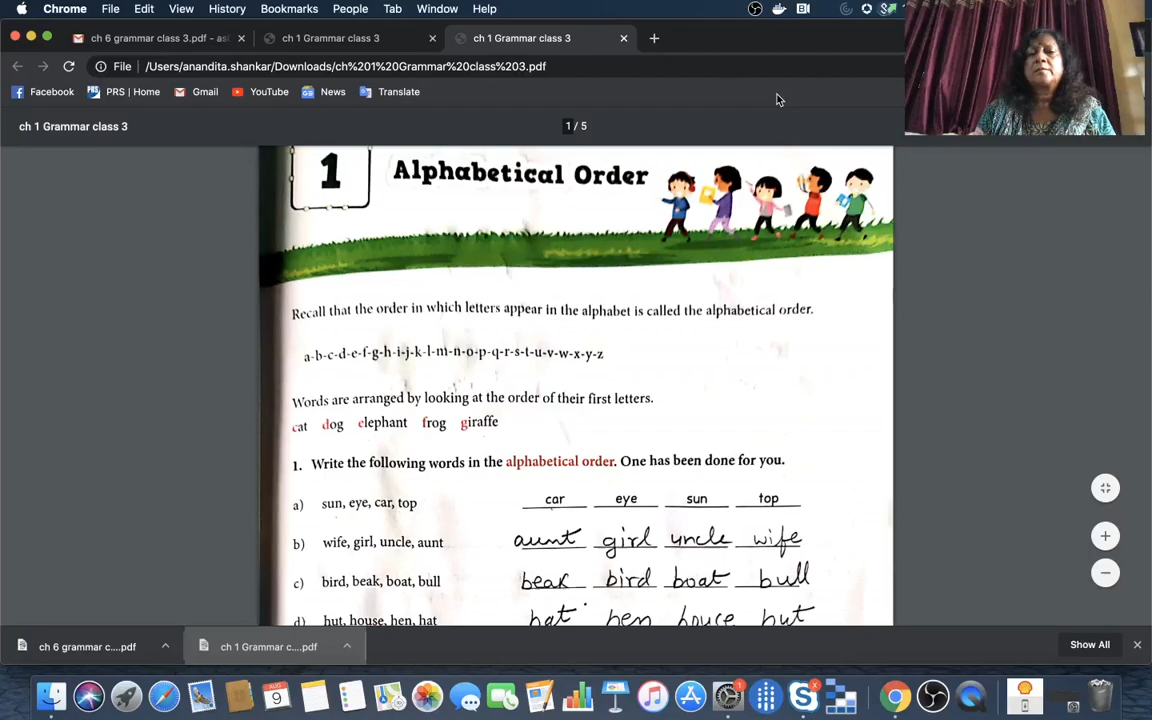 Chrome File Edit View History Bookmarks People Tab Window Help
ch 6 grammar class 3.pdf - as
ch 1 Grammar class 3
ch 1 Grammar class 3
File /Users/anandita.shankar/Downloads/ch%201%20Grammar%20class%203.pdf
Facebook PRS | Home Gmail YouTube News Translate
ch 1 Grammar class 3
1 / 5
1 Alphabetical Order
Recall that the order in which letters appear in the alphabet is called the alphabetical order.
a-b-c-d-e-f-g-h-i-j-k-l-m-n-o-p-q-r-s-t-u-v-w-x-y-z
Words are arranged by looking at the order of their first letters.
cat dog elephant frog giraffe
1. Write the following words in the alphabetical order. One has been done for you.
a) sun, eye, car, top car eye sun top
b) wife, girl, uncle, aunt aunt girl uncle wife
c) bird, beak, boat, bull beak bird boat bull
d) hut, house, hen, hat hat hen house hut
ch 6 grammar c....pdf
ch 1 Grammar c....pdf
Show All
AUG
9
1